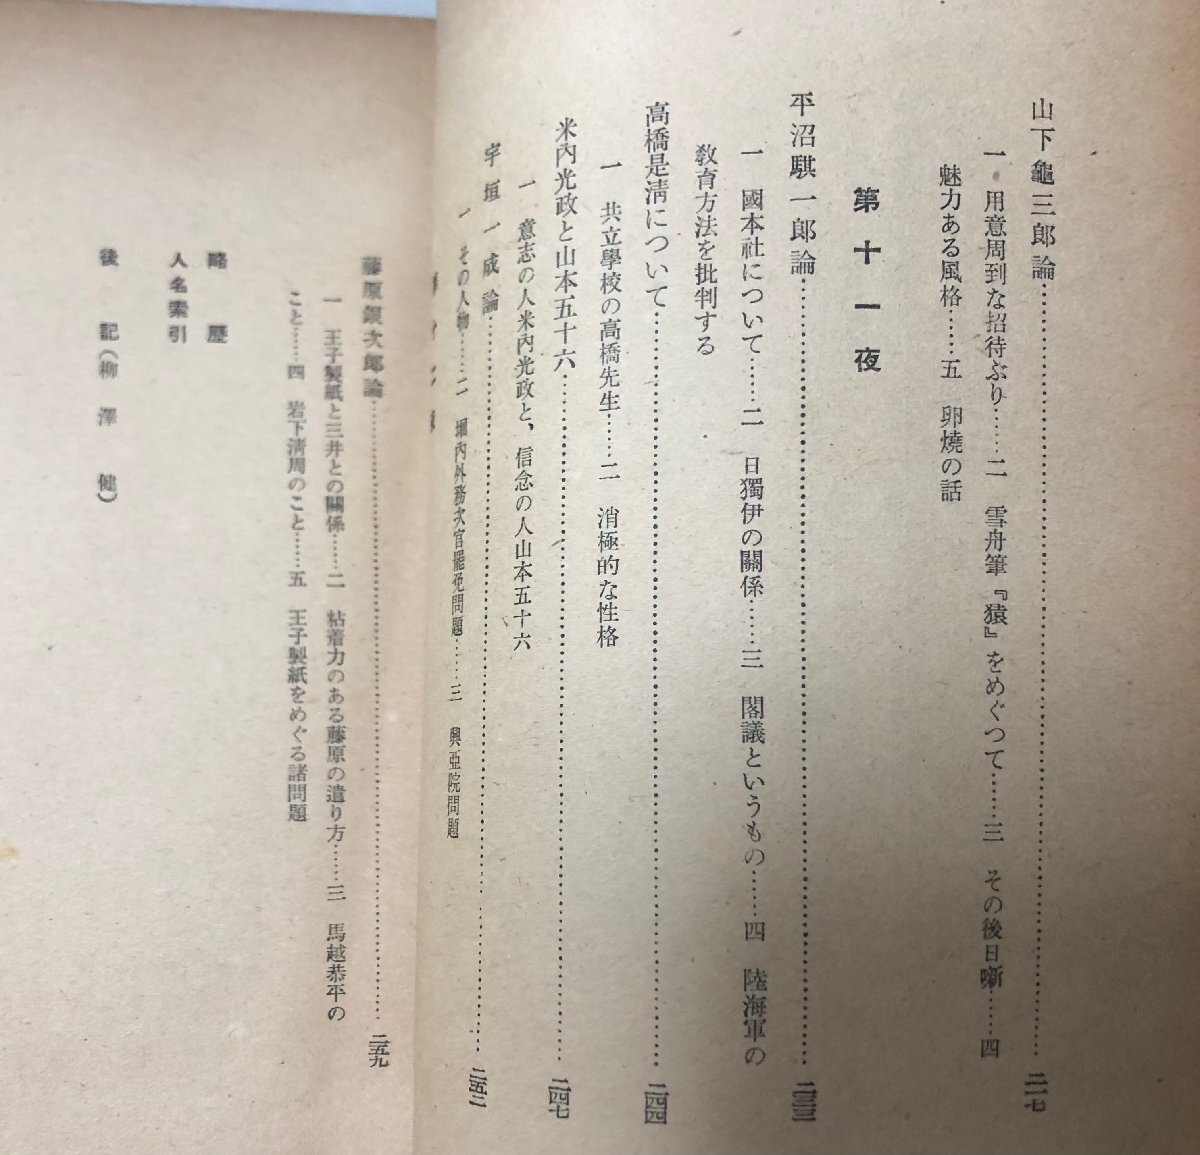 山下龜三郎論……………………二一七
一 用意周到な招待ぶり……二 雪舟筆『猿』をめぐつて……三 その後日噺……四
魅力ある風格……五 卵燒の話
第十一夜
平沼騏一郎論……………………二三三
一 國本社について……二 日獨伊の關係……三 閣議というもの……四 陸海軍の
敎育方法を批判する
高橋是淸について……………………二四四
一 共立學校の高橋先生……二 消極的な性格
米內光政と山本五十六……………………二四七
一 意志の人米內光政と、信念の人山本五十六
宇垣一成論……………………二五二
一 その人物……二 堀內外務次官罷免問題……三 興亞院問題
藤原銀次郎論……………………二五九
一 王子製紙と三井との關係……二 粘着力のある藤原の遣り方……三 馬越恭平の
こと……四 岩下淸周のこと……五 王子製紙をめぐる諸問題
略歷
人名索引
後記(柳澤健)